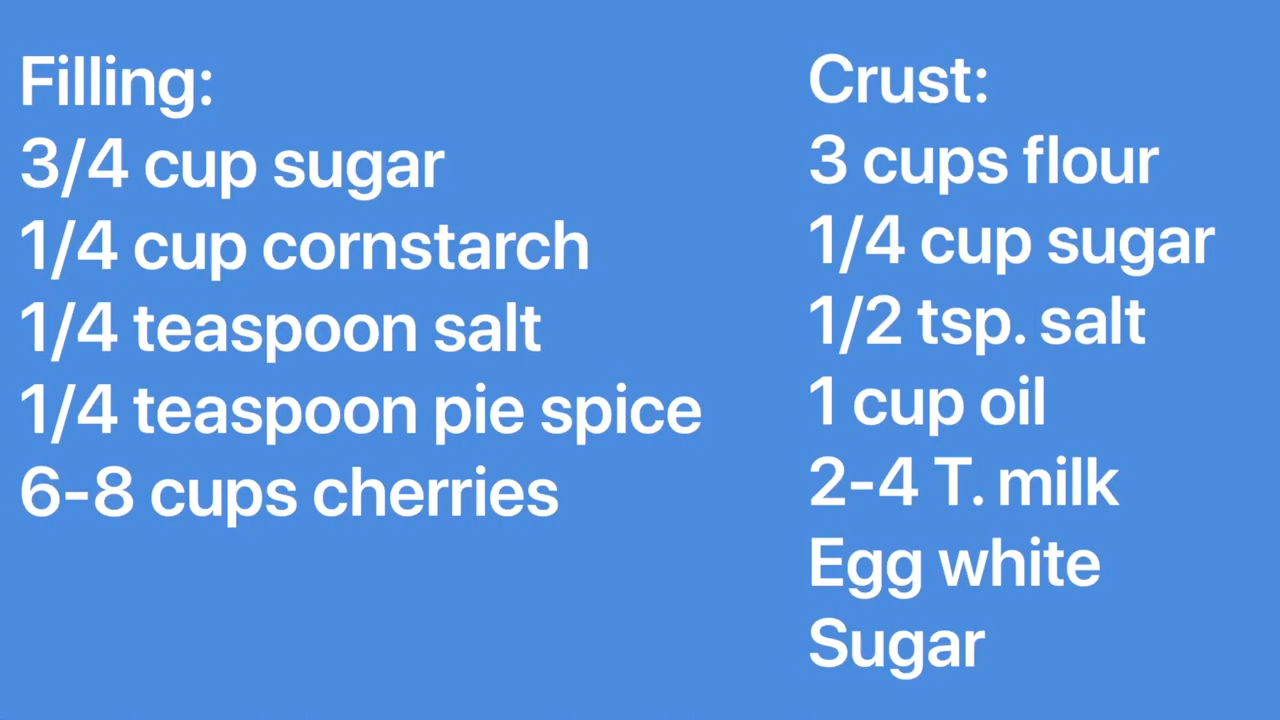 Filling:
3/4 cup sugar
1/4 cup cornstarch
1/4 teaspoon salt
1/4 teaspoon pie spice
6-8 cups cherries
Crust:
3 cups flour
1/4 cup sugar
1/2 tsp. salt
1 cup oil
2-4 T. milk
Egg white
Sugar